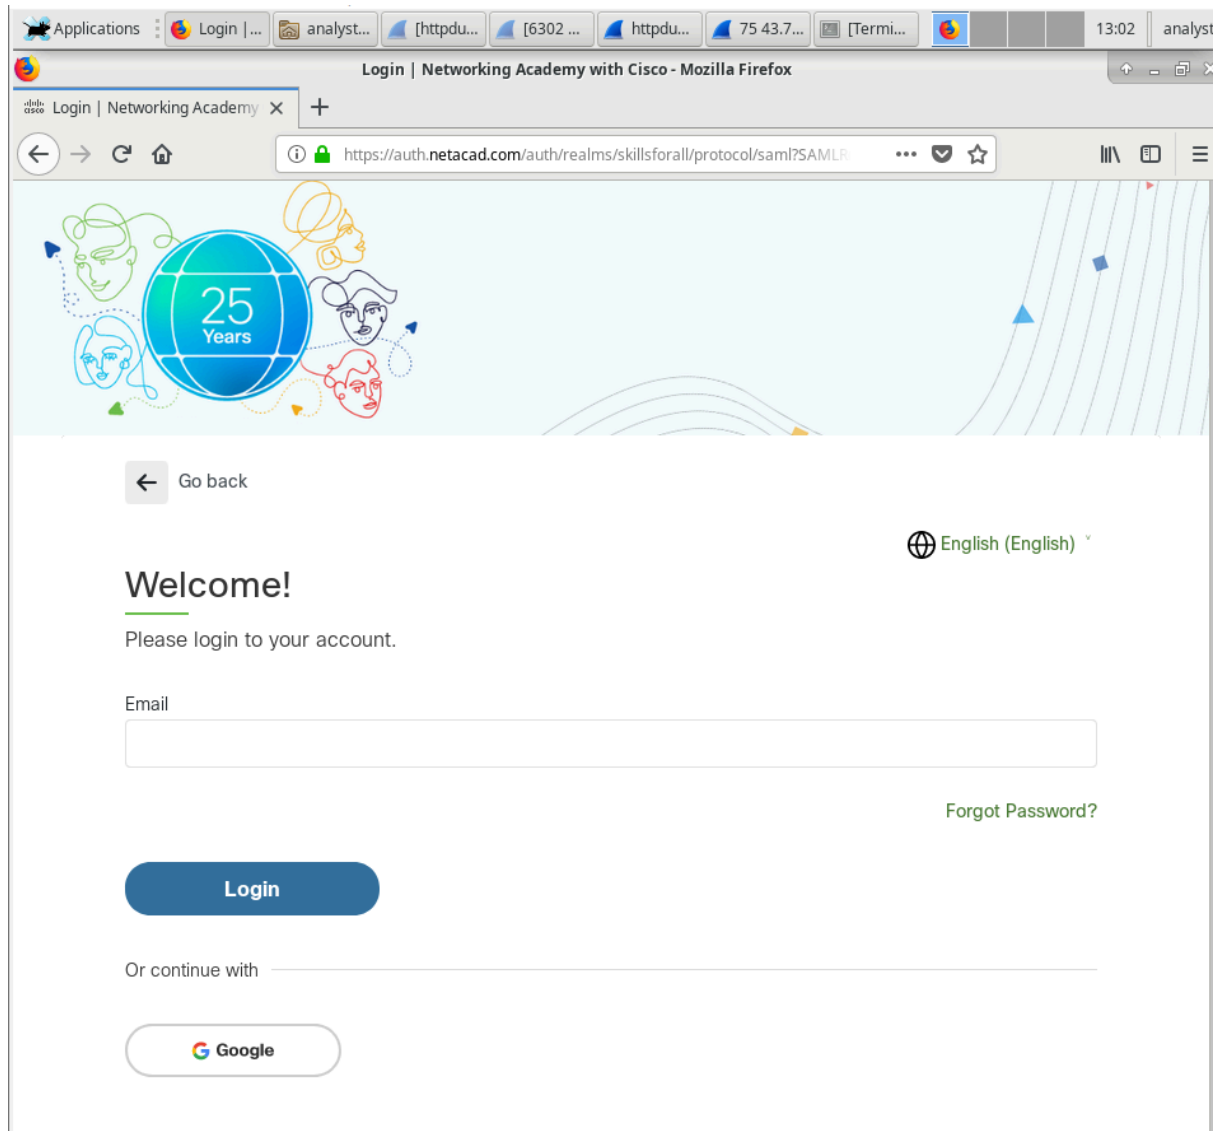 Applications Login |... analyst... [httpdu... [6302 ... httpdu... 75 43.7... [Termi... 13:02 analyst
Login | Networking Academy with Cisco - Mozilla Firefox
cisco Login | Networking Academy
https://auth.netacad.com/auth/realms/skillsforall/protocol/saml?SAMLR
25
Years
Go back
English (English)
Welcome!
Please login to your account.
Email
Forgot Password?
Login
Or continue with
Google